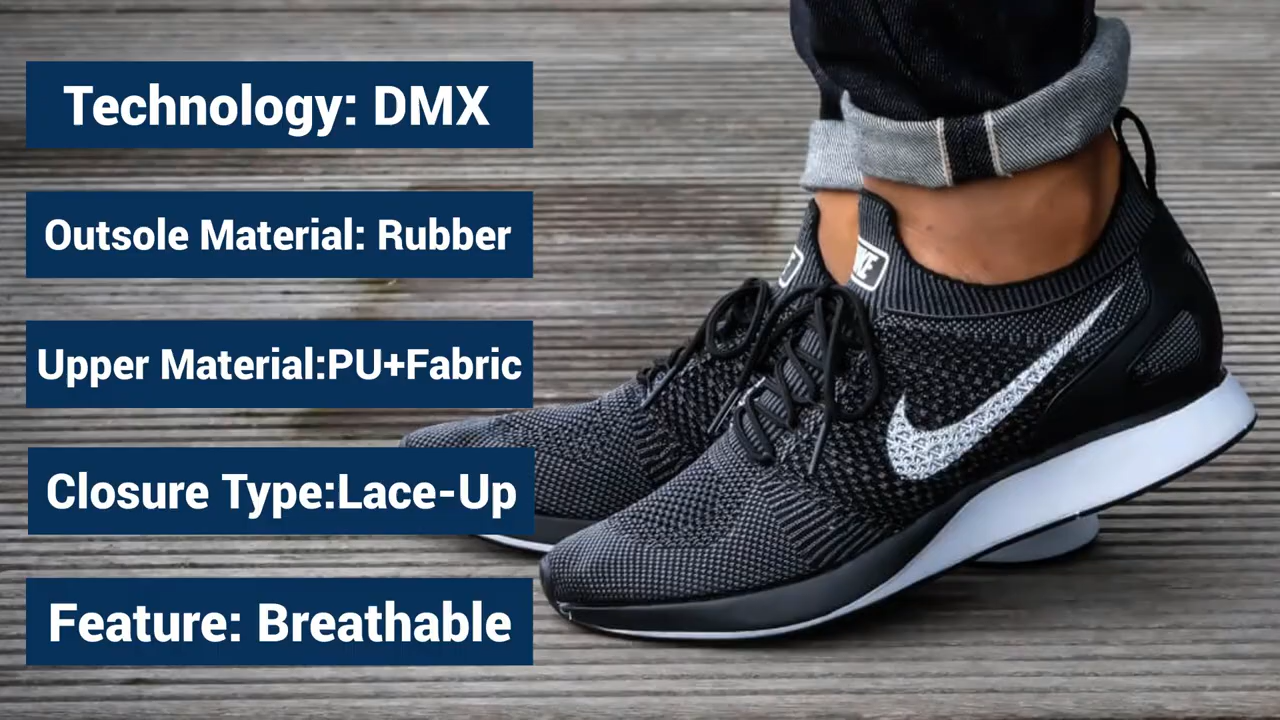 Technology: DMX
Outsole Material: Rubber
Upper Material:PU+Fabric
Closure Type:Lace-Up
Feature: Breathable